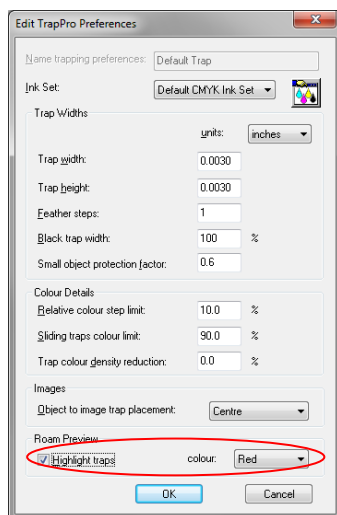 Edit TrapPro Preferences
Name trapping preferences: Default Trap
Ink Set: Default CMYK Ink Set
Trap Widths
units: inches
Trap width: 0.0030
Trap height: 0.0030
Feather steps: 1
Black trap width: 100 %
Small object protection factor: 0.6
Colour Details
Relative colour step limit: 10.0 %
Sliding traps colour limit: 90.0 %
Trap colour density reduction: 0.0 %
Images
Object to image trap placement: Centre
Roam Preview
Highlight traps colour: Red
OK Cancel